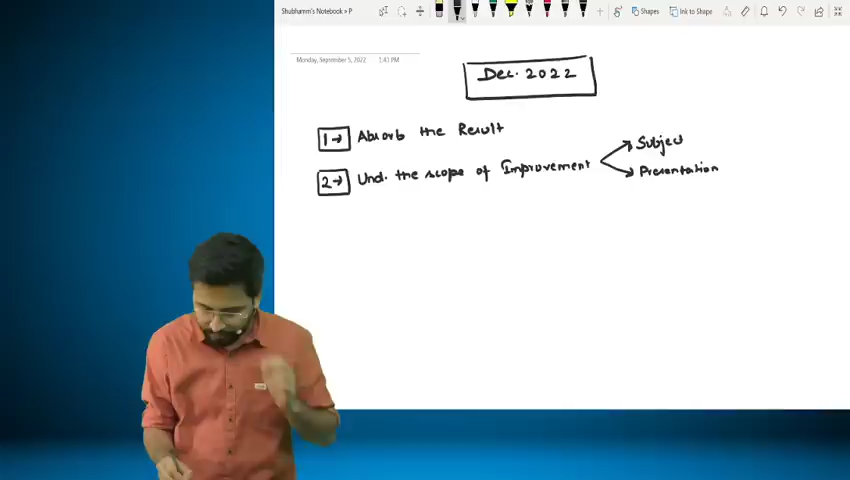 Shubhamm's Notebook » P
Shapes
Ink to Shape
Monday, September 5, 2022 1:41 PM
Dec. 2022
1→ Absorb the Result
2→ Und. the scope of Improvement
Subject
Presentation